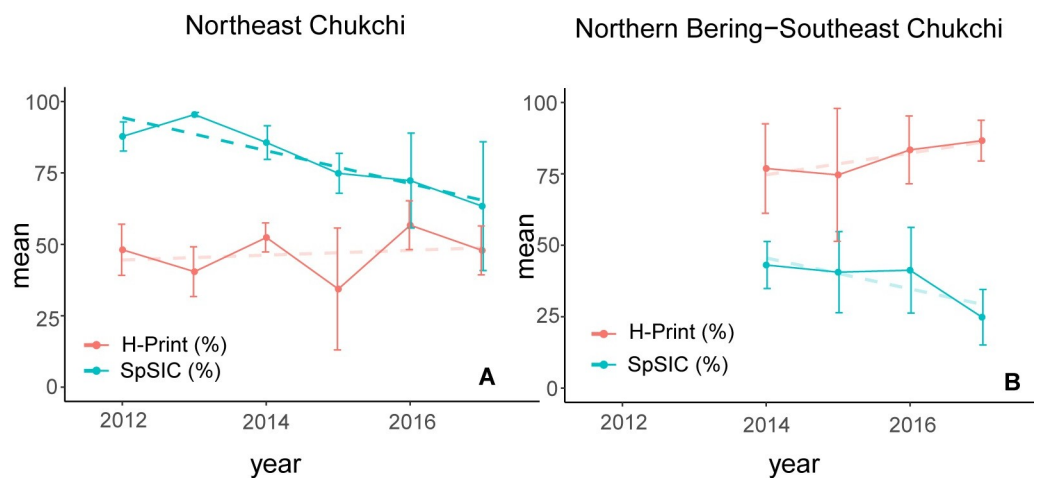 Northeast Chukchi
100
75
50
25
0
mean
H-Print (%)
SpSIC (%)
A
2012
2014
2016
year
Northern Bering−Southeast Chukchi
100
75
50
25
0
mean
H-Print (%)
SpSIC (%)
B
2012
2014
2016
year